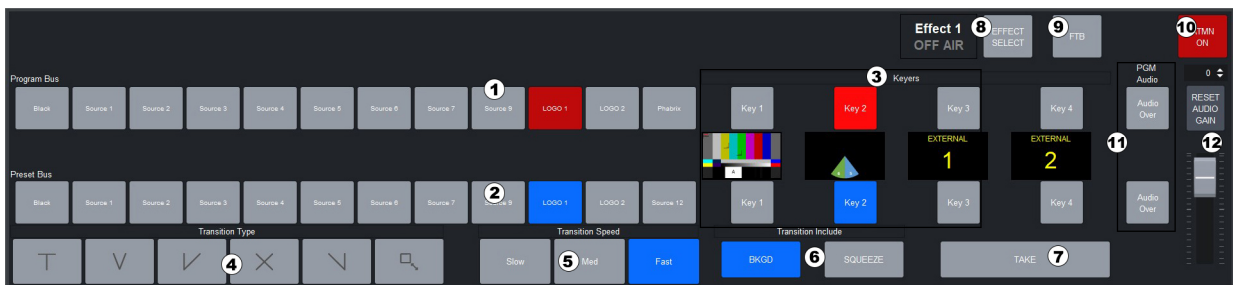 Effect 1
OFF AIR
8
EFFECT
SELECT
9
FTB
10
ATMN
ON
Program Bus
1
3
Keyers
PGM
Audio
0
Black
Source 1
Source 2
Source 3
Source 4
Source 5
Source 6
Source 7
Source 9
LOGO 1
LOGO 2
Phabrix
Key 1
Key 2
Key 3
Key 4
Audio
Over
RESET
AUDIO
GAIN
A
EXTERNAL
1
EXTERNAL
2
11
12
Preset Bus
2
Black
Source 1
Source 2
Source 3
Source 4
Source 5
Source 6
Source 7
Source 9
LOGO 1
LOGO 2
Source 12
Key 1
Key 2
Key 3
Key 4
Audio
Over
Transition Type
Transition Speed
Transition Include
4
Slow
5
Med
Fast
BKGD
6
SQUEEZE
TAKE
7